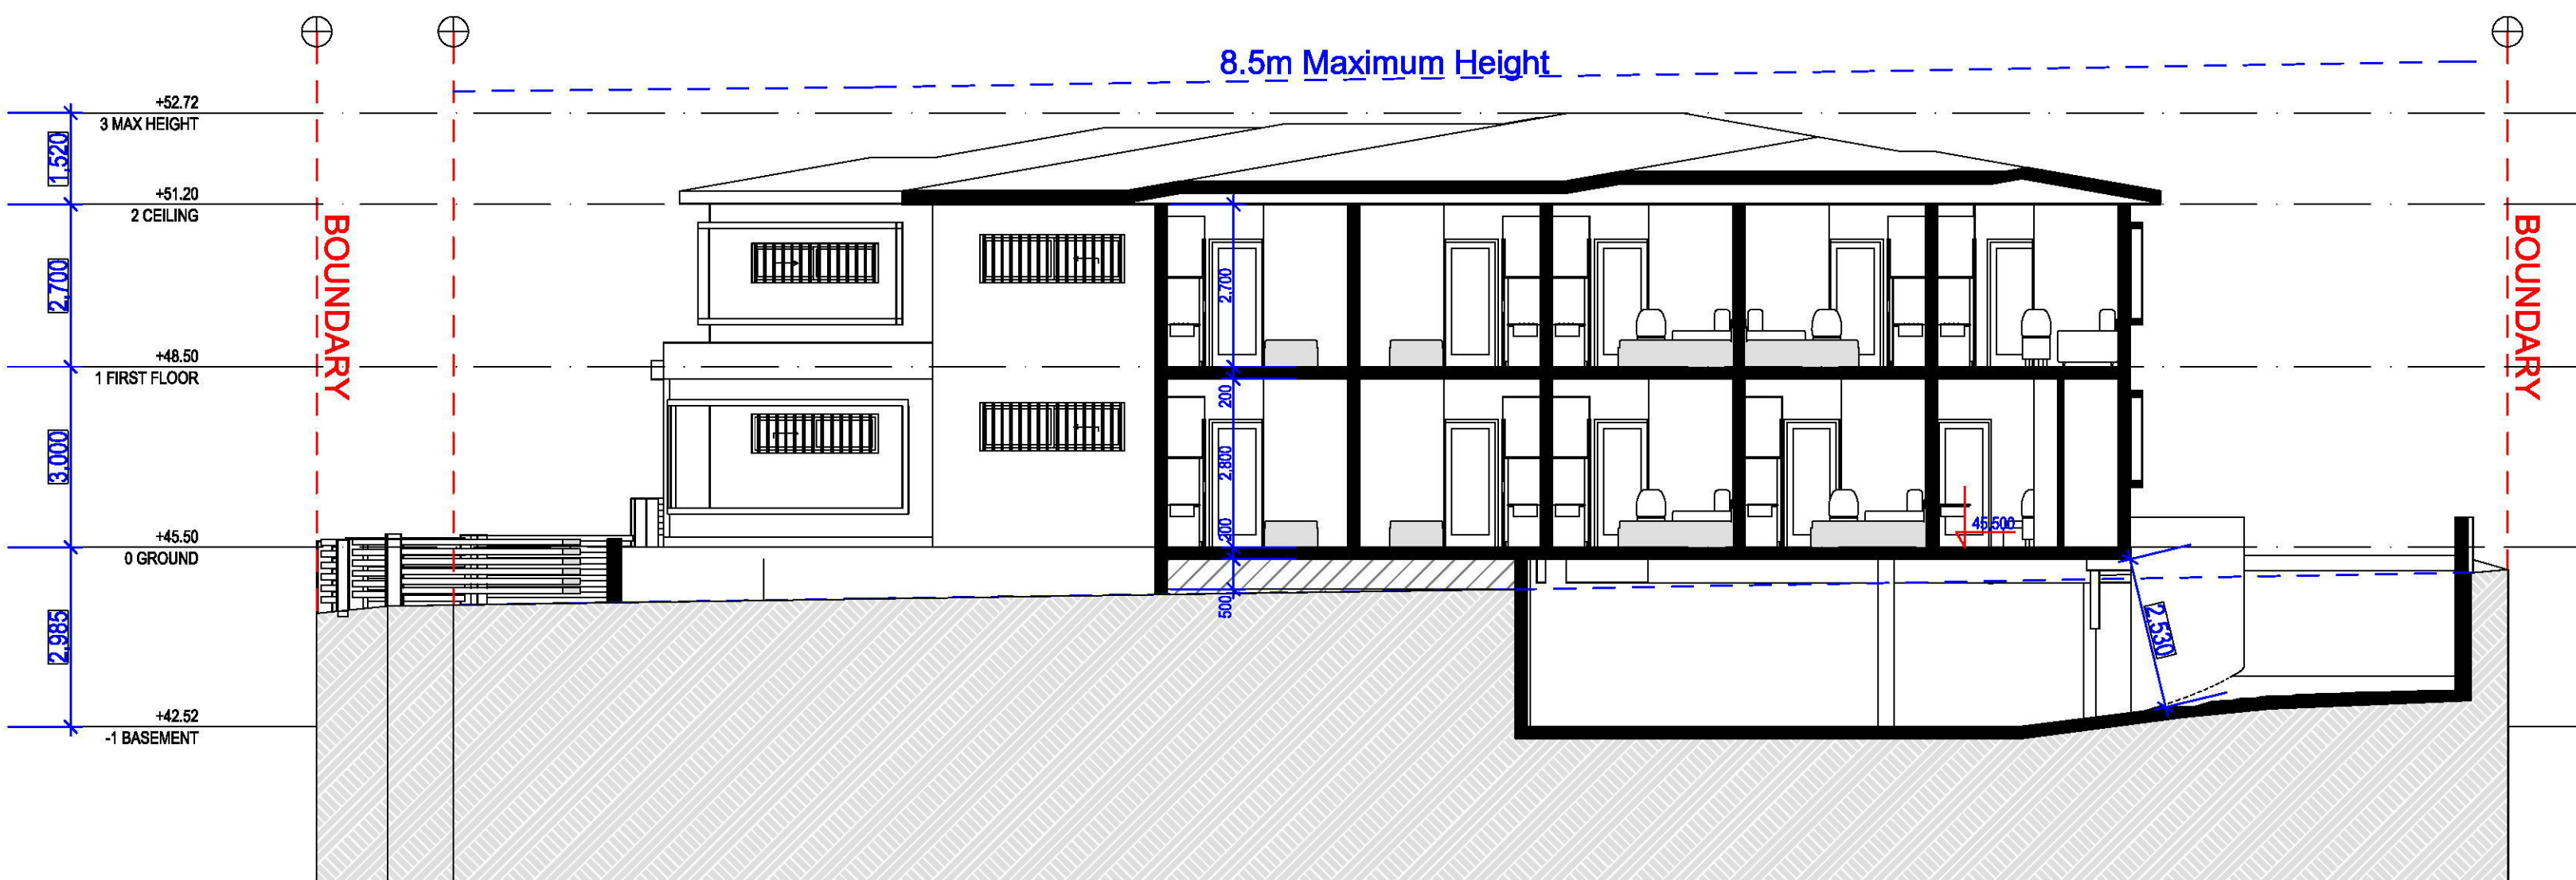 8.5m Maximum Height
+52.72
3 MAX HEIGHT
1,520
+51.20
2 CEILING
2,700
BOUNDARY
2,700
BOUNDARY
+48.50
1 FIRST FLOOR
200
3,000
2,800
45,500
200
+45.50
0 GROUND
500
2,985
2,530
+42.52
-1 BASEMENT